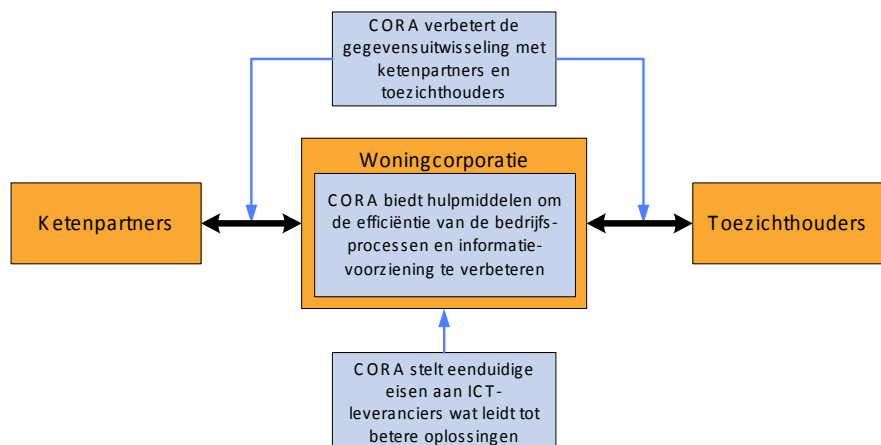 CORA verbetert de
gegevensuitwisseling met
ketenpartners en
toezichthouders
Woningcorporatie
Ketenpartners
CORA biedt hulpmiddelen om
de efficiëntie van de bedrijfs-
processen en informatie-
voorziening te verbeteren
Toezichthouders
CORA stelt eenduidige
eisen aan ICT-
leveranciers wat leidt tot
betere oplossingen